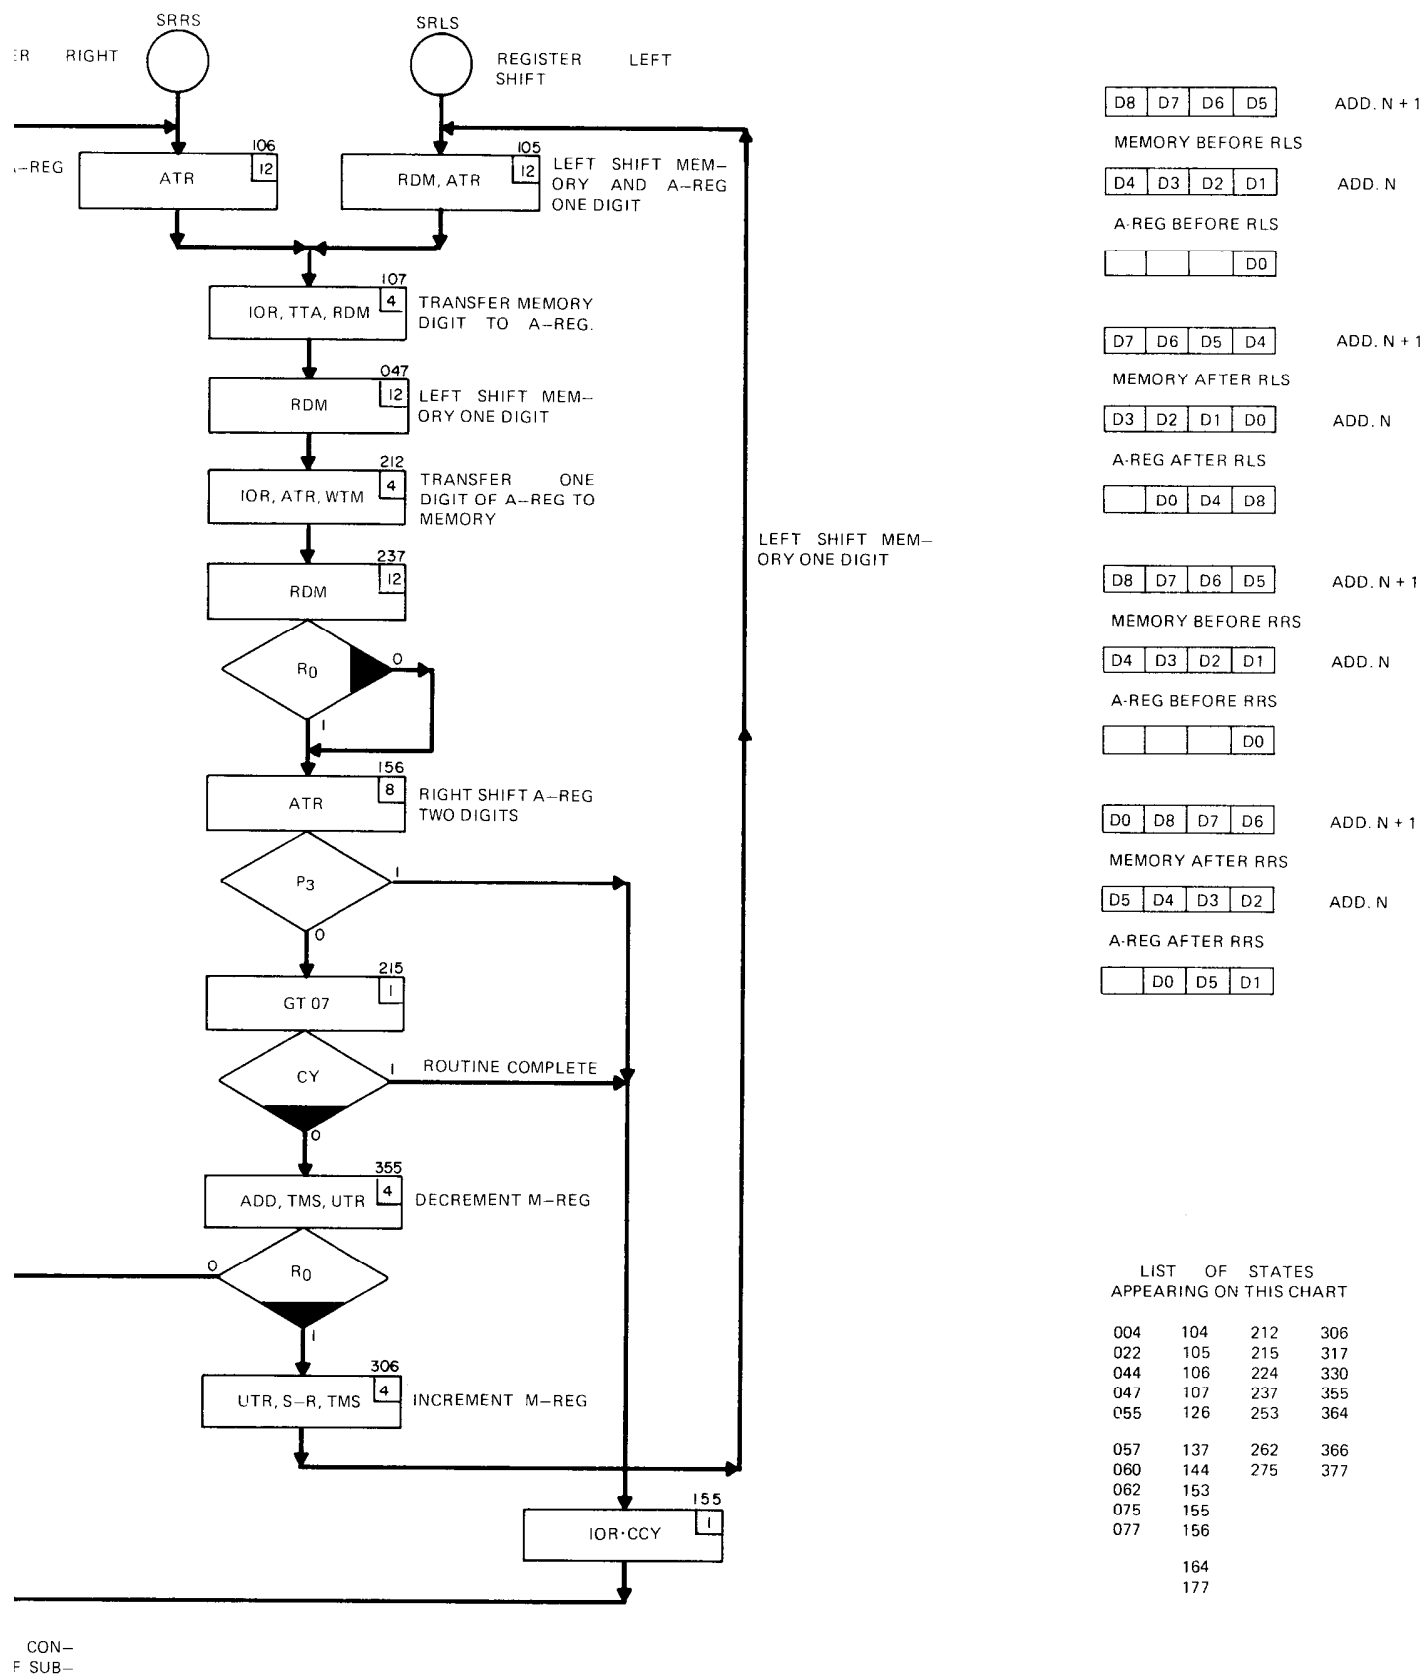 SRRS
SRLS
ER RIGHT
REGISTER LEFT
SHIFT
A-REG
106
12
ATR
105
12
RDM, ATR
LEFT SHIFT MEM-
ORY AND A-REG
ONE DIGIT
107
4
IOR, TTA, RDM
TRANSFER MEMORY
DIGIT TO A-REG.
047
12
RDM
LEFT SHIFT MEM-
ORY ONE DIGIT
212
4
IOR, ATR, WTM
TRANSFER ONE
DIGIT OF A-REG TO
MEMORY
237
12
RDM
R0
0
1
156
8
ATR
RIGHT SHIFT A-REG
TWO DIGITS
P3
1
0
215
1
GT 07
CY
1
ROUTINE COMPLETE
0
355
4
ADD, TMS, UTR
DECREMENT M-REG
R0
0
1
306
4
UTR, S-R, TMS
INCREMENT M-REG
LEFT SHIFT MEM-
ORY ONE DIGIT
155
1
IOR·CCY
CON-
F SUB-
D8 D7 D6 D5 ADD. N + 1
MEMORY BEFORE RLS
D4 D3 D2 D1 ADD. N
A-REG BEFORE RLS
D0
D7 D6 D5 D4 ADD. N + 1
MEMORY AFTER RLS
D3 D2 D1 D0 ADD. N
A-REG AFTER RLS
D0 D4 D8
D8 D7 D6 D5 ADD. N + 1
MEMORY BEFORE RRS
D4 D3 D2 D1 ADD. N
A-REG BEFORE RRS
D0
D0 D8 D7 D6 ADD. N + 1
MEMORY AFTER RRS
D5 D4 D3 D2 ADD. N
A-REG AFTER RRS
D0 D5 D1
LIST OF STATES
APPEARING ON THIS CHART
004 104 212 306
022 105 215 317
044 106 224 330
047 107 237 355
055 126 253 364
057 137 262 366
060 144 275 377
062 153
075 155
077 156
164
177